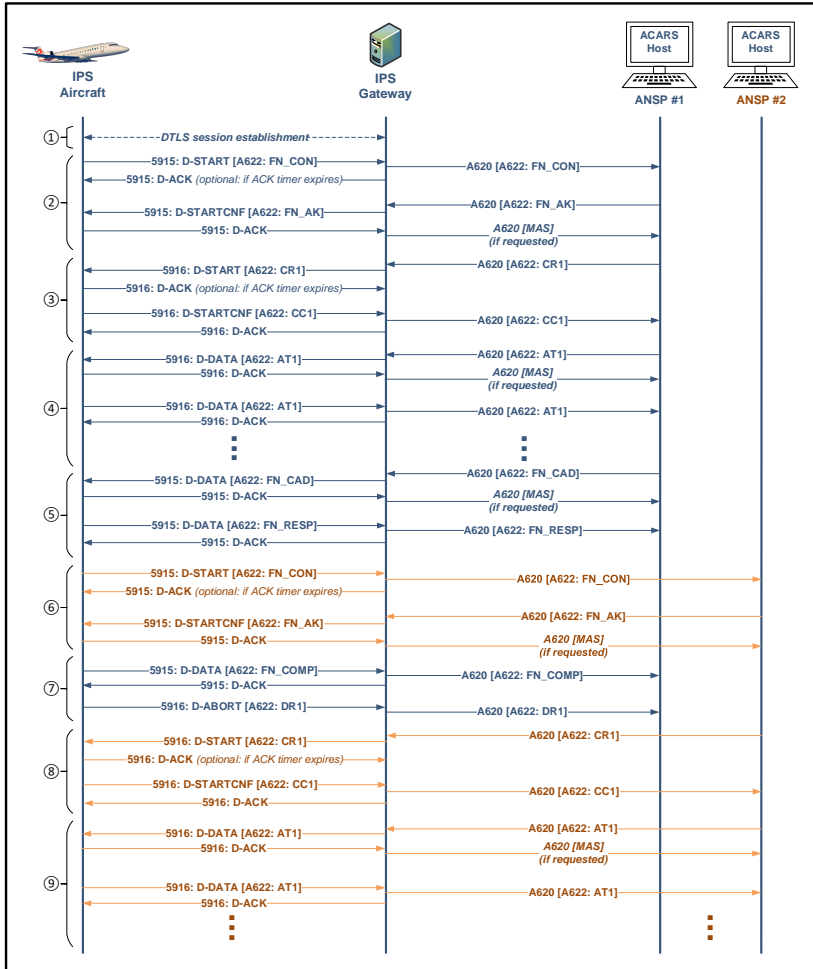 ACARS
Host
ACARS
Host
IPS
Aircraft
IPS
Gateway
ANSP #1
ANSP #2
① DTLS session establishment
5915: D-START [A622: FN_CON]
A620 [A622: FN_CON]
5915: D-ACK (optional: if ACK timer expires)
②
A620 [A622: FN_AK]
5915: D-STARTCNF [A622: FN_AK]
5915: D-ACK
A620 [MAS]
(if requested)
A620 [A622: CR1]
5916: D-START [A622: CR1]
5916: D-ACK (optional: if ACK timer expires)
③
5916: D-STARTCNF [A622: CC1]
A620 [A622: CC1]
5916: D-ACK
A620 [A622: AT1]
5916: D-DATA [A622: AT1]
5916: D-ACK
A620 [MAS]
(if requested)
④
5916: D-DATA [A622: AT1]
A620 [A622: AT1]
5916: D-ACK
A620 [A622: FN_CAD]
5915: D-DATA [A622: FN_CAD]
5915: D-ACK
A620 [MAS]
(if requested)
⑤
5915: D-DATA [A622: FN_RESP]
A620 [A622: FN_RESP]
5915: D-ACK
5915: D-START [A622: FN_CON]
A620 [A622: FN_CON]
5915: D-ACK (optional: if ACK timer expires)
⑥
A620 [A622: FN_AK]
5915: D-STARTCNF [A622: FN_AK]
5915: D-ACK
A620 [MAS]
(if requested)
5915: D-DATA [A622: FN_COMP]
A620 [A622: FN_COMP]
5915: D-ACK
⑦
5916: D-ABORT [A622: DR1]
A620 [A622: DR1]
A620 [A622: CR1]
5916: D-START [A622: CR1]
5916: D-ACK (optional: if ACK timer expires)
⑧
5916: D-STARTCNF [A622: CC1]
A620 [A622: CC1]
5916: D-ACK
A620 [A622: AT1]
5916: D-DATA [A622: AT1]
5916: D-ACK
A620 [MAS]
(if requested)
⑨
5916: D-DATA [A622: AT1]
A620 [A622: AT1]
5916: D-ACK